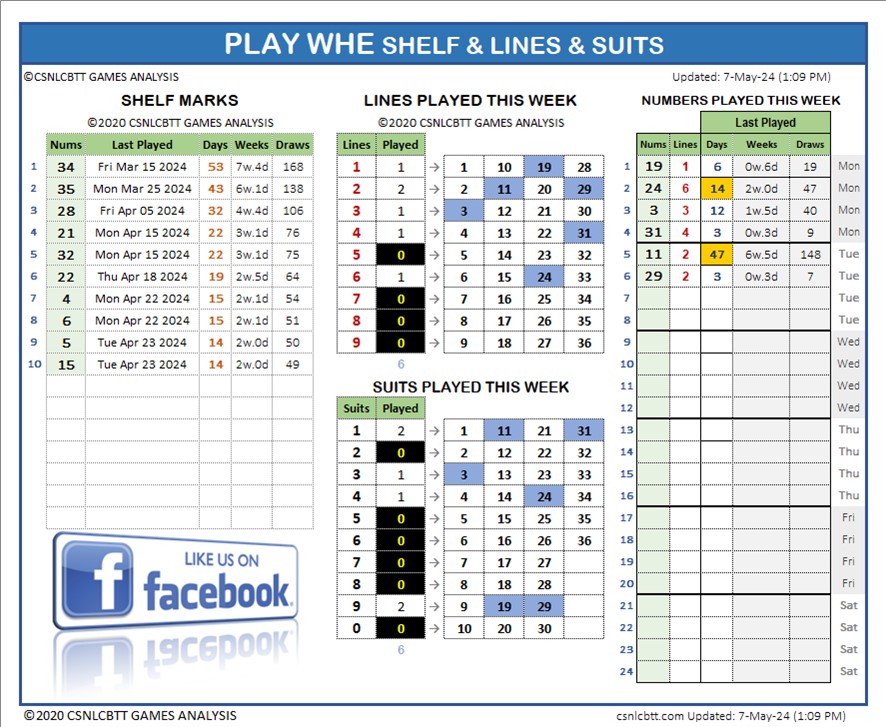 PLAY WHE SHELF & LINES & SUITS
©CSNLCBTT GAMES ANALYSIS
Updated: 7-May-24 (1:09 PM)
SHELF MARKS
©2020 CSNLCBTT GAMES ANALYSIS
Nums Last Played Days Weeks Draws
1 34 Fri Mar 15 2024 53 7w.4d 168
2 35 Mon Mar 25 2024 43 6w.1d 138
3 28 Fri Apr 05 2024 32 4w.4d 106
4 21 Mon Apr 15 2024 22 3w.1d 76
5 32 Mon Apr 15 2024 22 3w.1d 75
6 22 Thu Apr 18 2024 19 2w.5d 64
7 4 Mon Apr 22 2024 15 2w.1d 54
8 6 Mon Apr 22 2024 15 2w.1d 51
9 5 Tue Apr 23 2024 14 2w.0d 50
10 15 Tue Apr 23 2024 14 2w.0d 49
LIKE US ON
facebook.
LINES PLAYED THIS WEEK
©2020 CSNLCBTT GAMES ANALYSIS
Lines Played
1 1 → 1 10 19 28
2 2 → 2 11 20 29
3 1 → 3 12 21 30
4 1 → 4 13 22 31
5 0 → 5 14 23 32
6 1 → 6 15 24 33
7 0 → 7 16 25 34
8 0 → 8 17 26 35
9 0 → 9 18 27 36
6
SUITS PLAYED THIS WEEK
Suits Played
1 2 → 1 11 21 31
2 0 → 2 12 22 32
3 1 → 3 13 23 33
4 1 → 4 14 24 34
5 0 → 5 15 25 35
6 0 → 6 16 26 36
7 0 → 7 17 27
8 0 → 8 18 28
9 2 → 9 19 29
0 0 → 10 20 30
6
NUMBERS PLAYED THIS WEEK
Last Played
Nums Lines Days Weeks Draws
1 19 1 6 0w.6d 19 Mon
2 24 6 14 2w.0d 47 Mon
3 3 3 12 1w.5d 40 Mon
4 31 4 3 0w.3d 9 Mon
5 11 2 47 6w.5d 148 Tue
6 29 2 3 0w.3d 7 Tue
7 Tue
8 Tue
9 Wed
10 Wed
11 Wed
12 Wed
13 Thu
14 Thu
15 Thu
16 Thu
17 Fri
18 Fri
19 Fri
20 Fri
21 Sat
22 Sat
23 Sat
24 Sat
©2020 CSNLCBTT GAMES ANALYSIS
csnlcbtt.com Updated: 7-May-24 (1:09 PM)